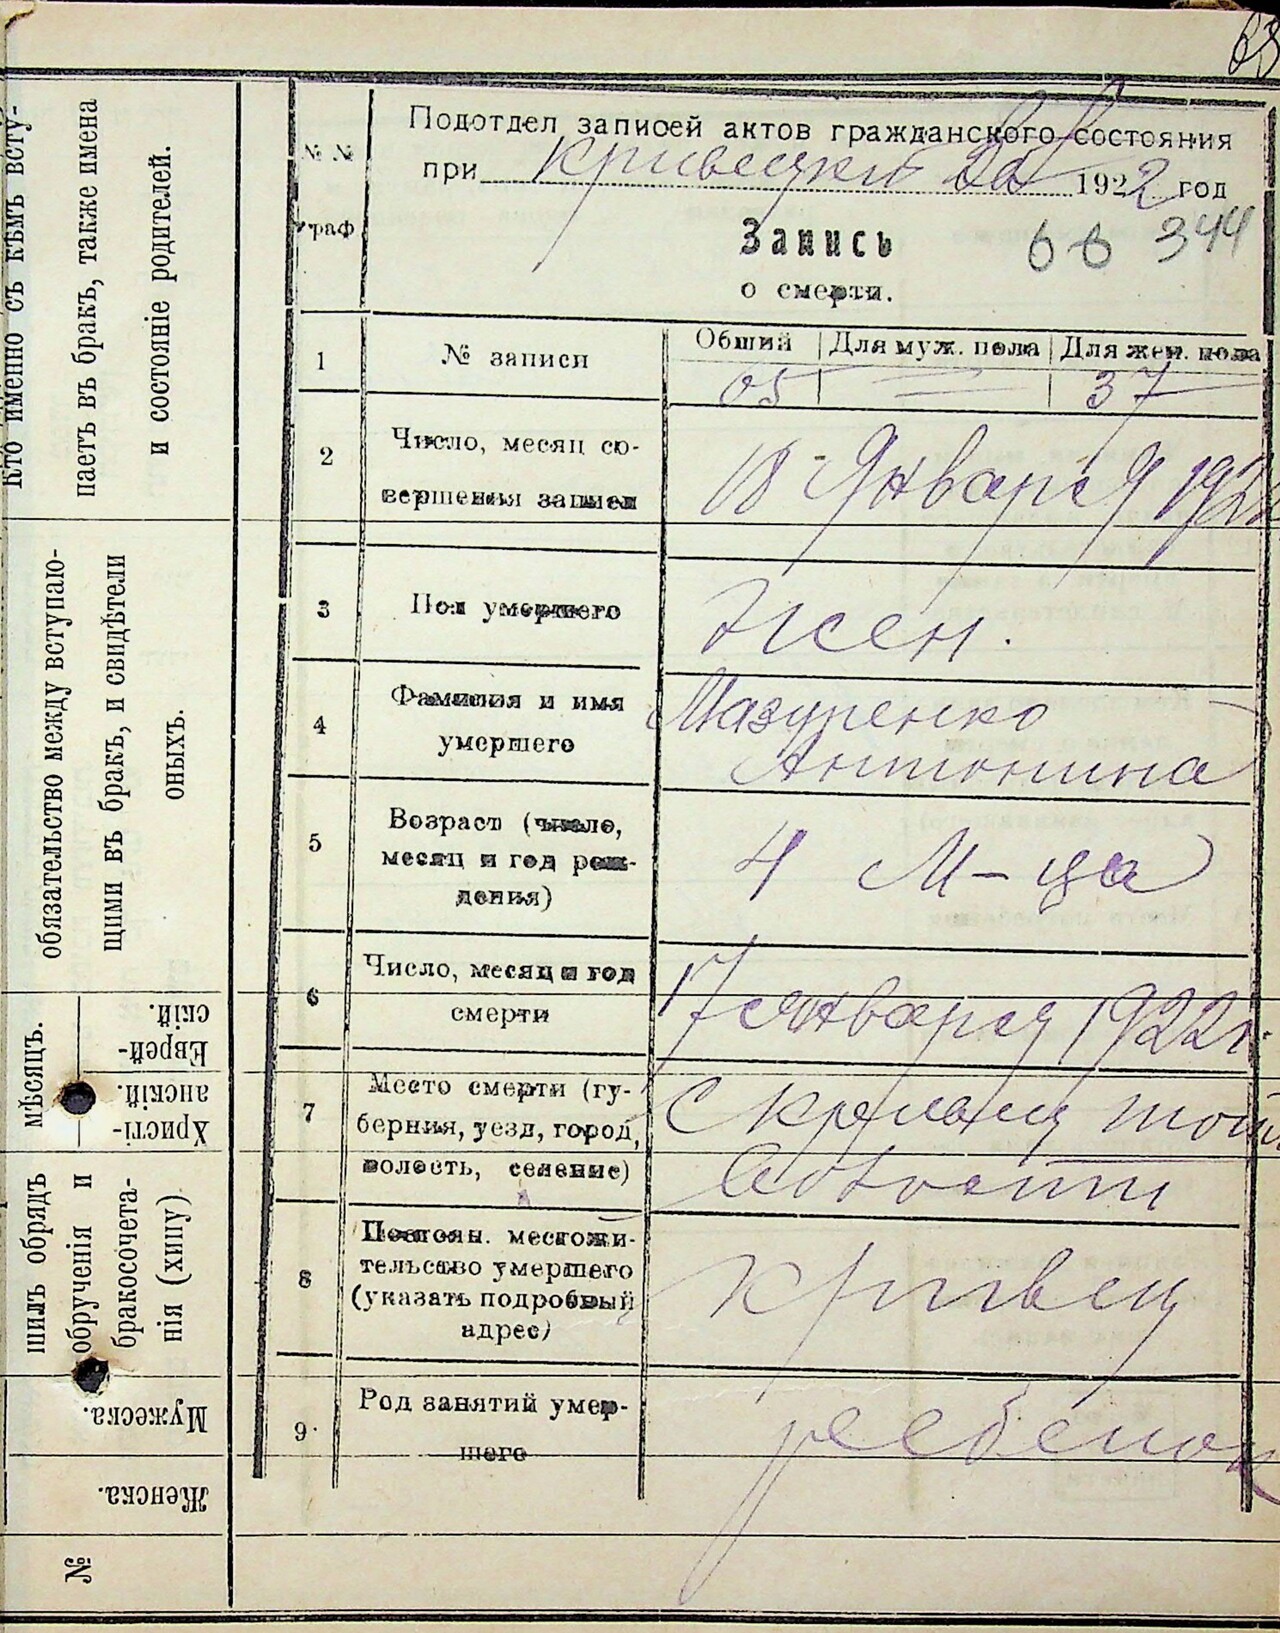 63
Подотдел записей актов гражданского состояния
при 1922 год
№ №
граф
Запись
о смерти.
66 344
1 № записи Общий Для муж. пола Для жен. пола
65 — 37
2 Число, месяц со-
вершения записи
18 Января 192
3 Пол умершего Жен.
4 Фамилия и имя
умершего
Мазуренко
Антонина
5 Возраст (число,
месяц и год рож-
дения)
4 М-ца
6 Число, месяц и год
смерти
17 января 1922г.
7 Место смерти (гу-
берния, уезд, город,
волость, селение)
волости
8 Постоян. местожи-
тельство умершего
(указать подробный
адрес)
Кривец
9 Род занятий умер-
шего
ребенок
Кто именно съ кѣмъ всту-
паетъ въ бракъ, также имена
и состояніе родителей.
обязательство между вступаю-
щими въ бракъ, и свидѣтели
оныхъ.
мѣсяцъ.
Еврей-
скій.
Христі-
анскій.
шилъ обрядъ
обрученія и
бракосочета-
нія (хипу)
Мужеска.
Женска.
№